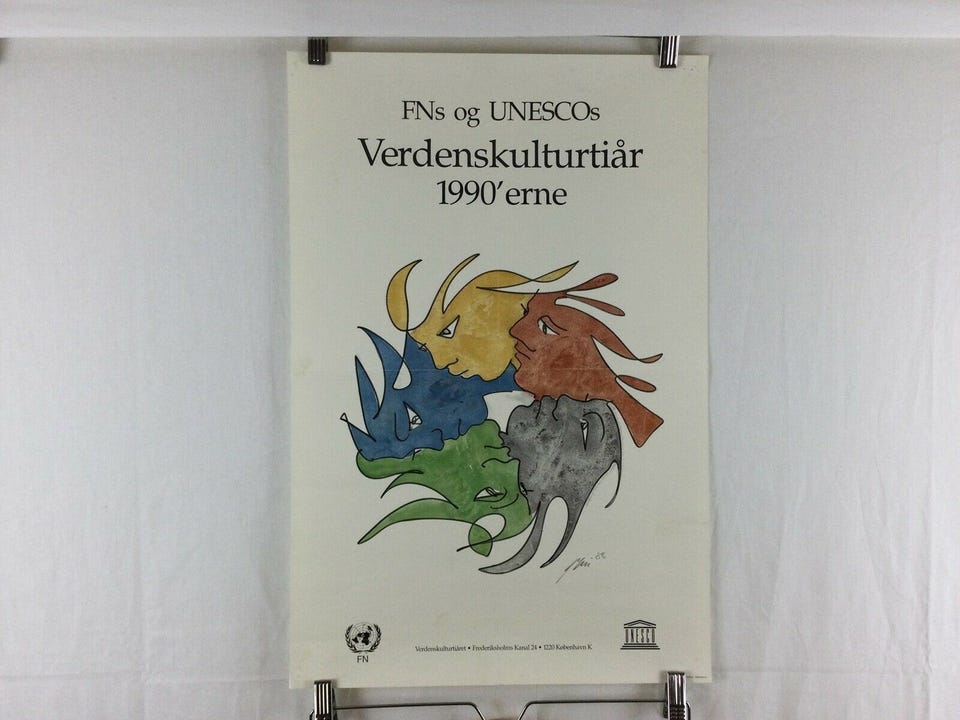 FNs og UNESCOs
Verdenskulturtiår
1990'erne
FN
Verdenskulturtiåret • Frederiksholms Kanal 24 • 1220 København K
UNESCO